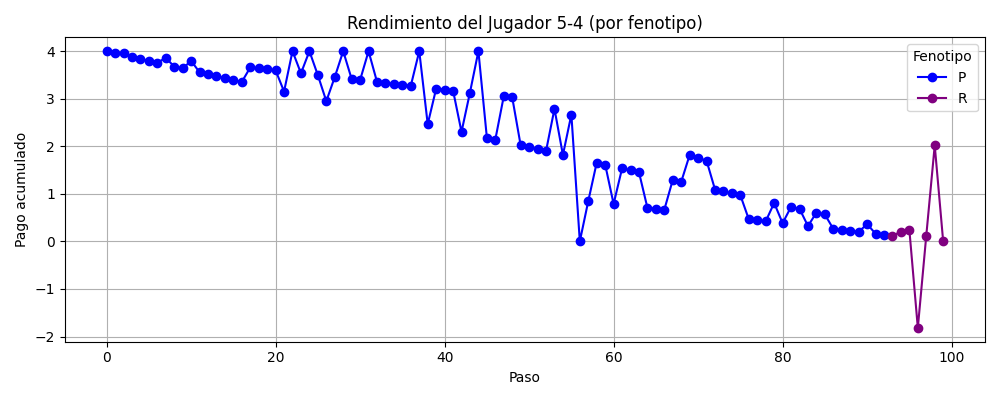 Rendimiento del Jugador 5-4 (por fenotipo)
Pago acumulado
4
3
2
1
0
−1
−2
Fenotipo
P
R
0
20
40
60
80
100
Paso